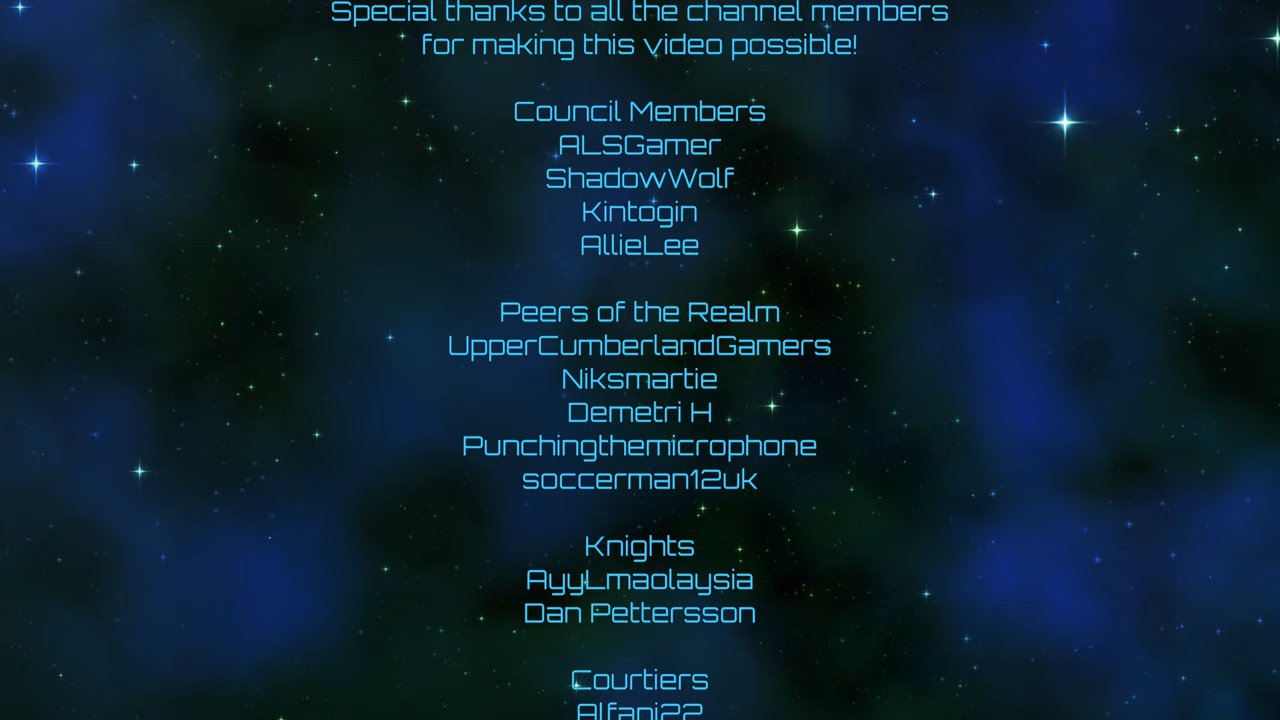 Special thanks to all the channel members
for making this video possible!
Council Members
ALSGamer
ShadowWolf
Kintogin
AllieLee
Peers of the Realm
UpperCumberlandGamers
Niksmartie
Demetri H
Punchingthemicrophone
soccerman12uk
Knights
AyyLmaolaysia
Dan Pettersson
Courtiers